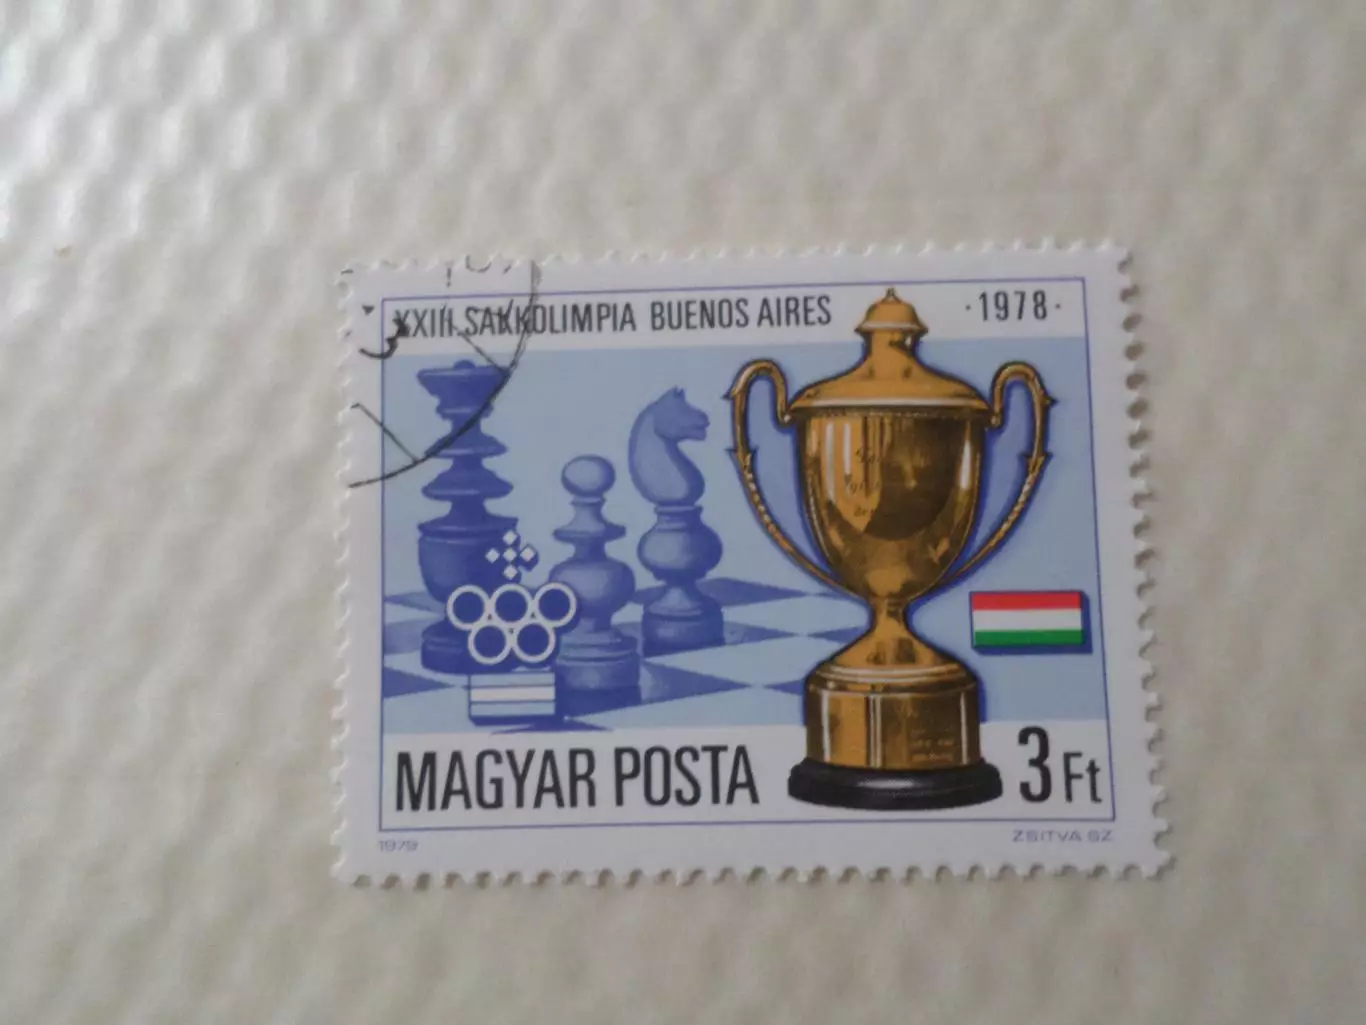 XXIII. SAKKOLIMPIA BUENOS AIRES ·1978·
MAGYAR POSTA 3 Ft
1979 ZSITVA SZ